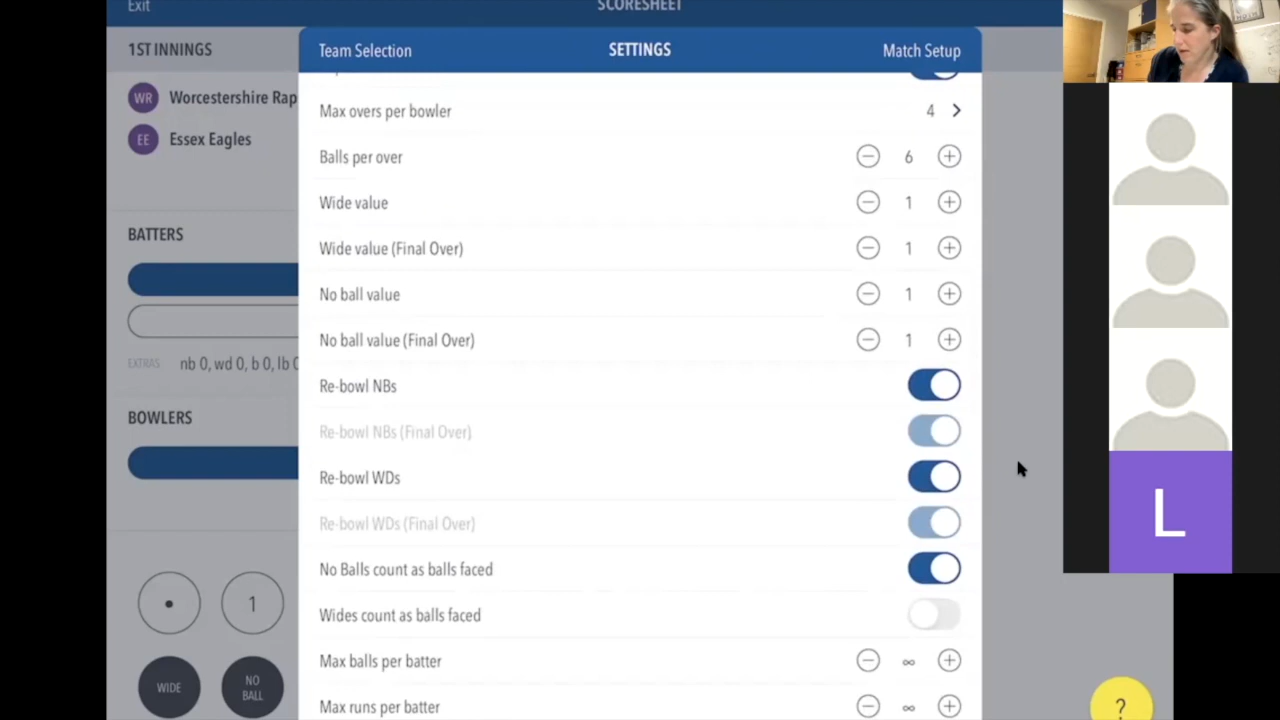 Exit
SCORESHEET
1ST INNINGS
WR Worcestershire Rap
EE Essex Eagles
BATTERS
EXTRAS nb 0, wd 0, b 0, lb 0
BOWLERS
1
WIDE
NO BALL
Team Selection SETTINGS Match Setup
Max overs per bowler 4
Balls per over 6
Wide value 1
Wide value (Final Over) 1
No ball value 1
No ball value (Final Over) 1
Re-bowl NBs
Re-bowl NBs (Final Over)
Re-bowl WDs
Re-bowl WDs (Final Over)
No Balls count as balls faced
Wides count as balls faced
Max balls per batter ∞
Max runs per batter ∞
L
?